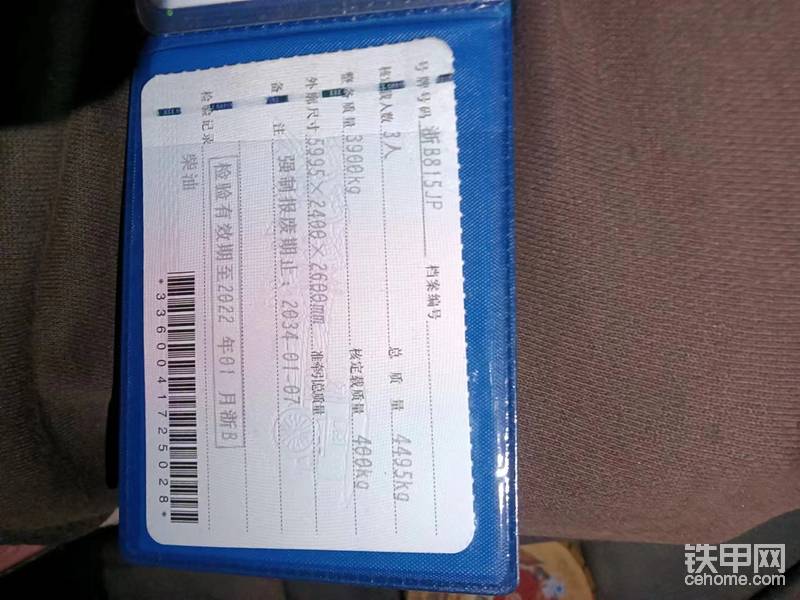 号牌号码 浙B815JP 档案编号
核定载人数 3人 总质量 4495kg
整备质量 3900kg 核定载质量 400kg
外廓尺寸 5995×2400×2600mm 准牵引总质量 --
备注 强制报废期止：2034-01-07
检验记录 检验有效期至2022年01月浙B
柴油
*3360041725028*
铁甲网
cehome.com